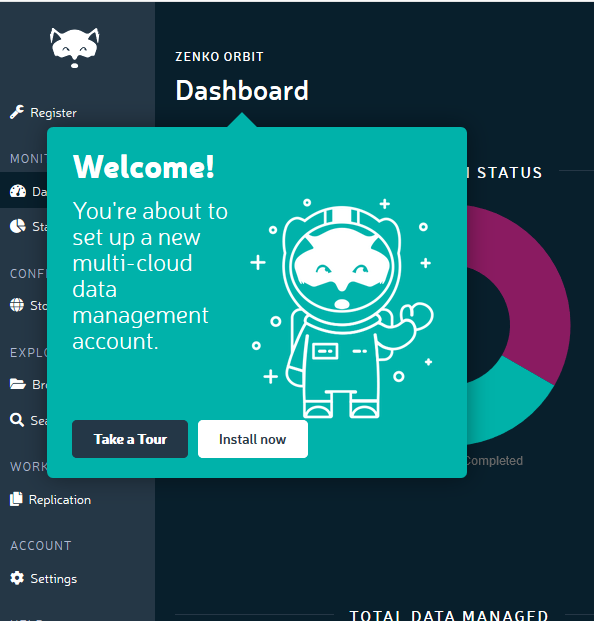 ZENKO ORBIT
Dashboard
Register
MONI
Da
Sta
CONF
Sto
EXPLO
Bro
Sea
WORK
Replication
ACCOUNT
Settings
Welcome!
You're about to
set up a new
multi-cloud
data
management
account.
Take a Tour
Install now
STATUS
Completed
TOTAL DATA MANAGED